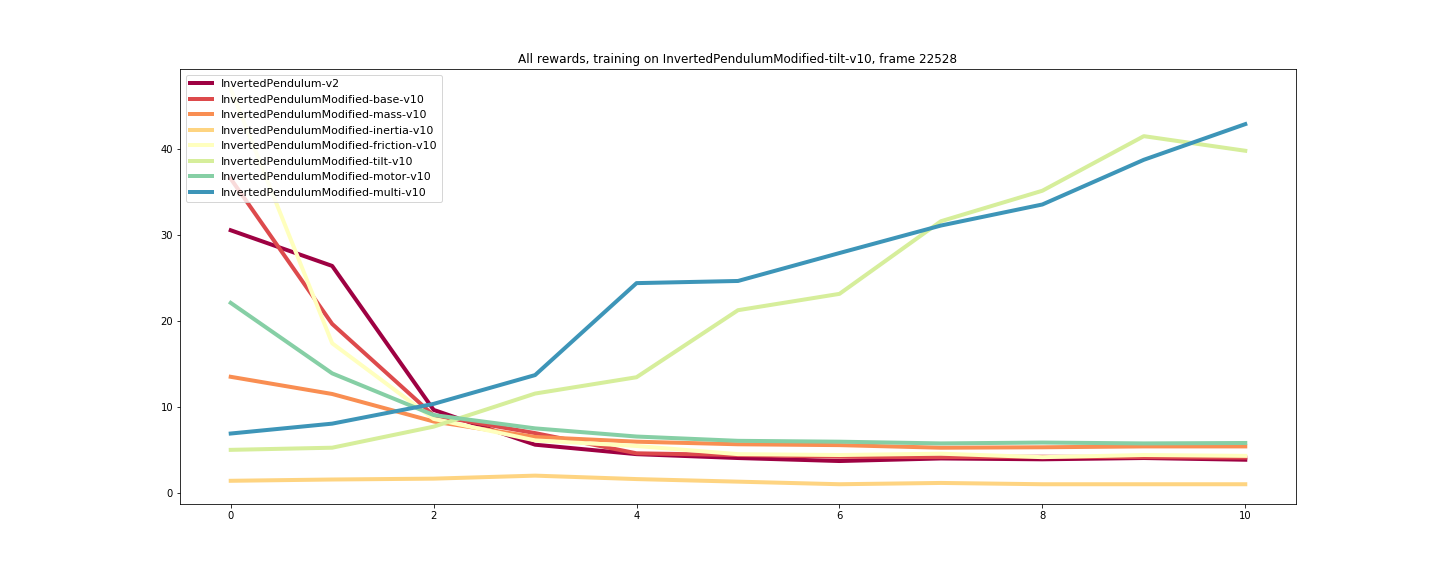 All rewards, training on InvertedPendulumModified-tilt-v10, frame 22528
InvertedPendulum-v2
InvertedPendulumModified-base-v10
InvertedPendulumModified-mass-v10
InvertedPendulumModified-inertia-v10
InvertedPendulumModified-friction-v10
InvertedPendulumModified-tilt-v10
InvertedPendulumModified-motor-v10
InvertedPendulumModified-multi-v10
40
30
20
10
0
0 2 4 6 8 10